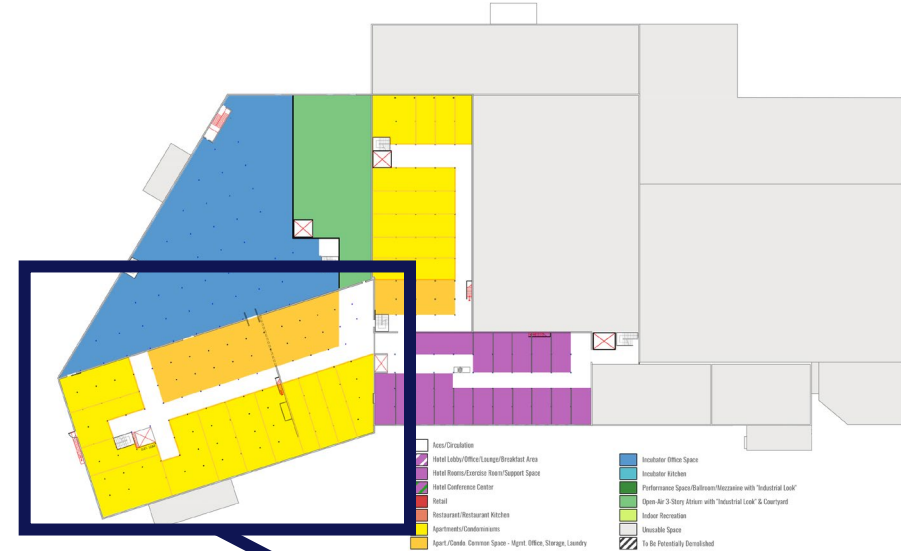 Acces/Circulation
Hotel Lobby/Office/Lounge/Breakfast Area
Hotel Rooms/Exercise Room/Support Space
Hotel Conference Center
Retail
Restaurant/Restaurant Kitchen
Apartments/Condominiums
Apart./Condo. Common Space - Mgmt. Office, Storage, Laundry
Incubator Office Space
Incubator Kitchen
Performance Space/Ballroom/Mezzanine with "Industrial Look"
Open-Air 3-Story Atrium with "Industrial Look" & Courtyard
Indoor Recreation
Unusable Space
To Be Potentially Demolished